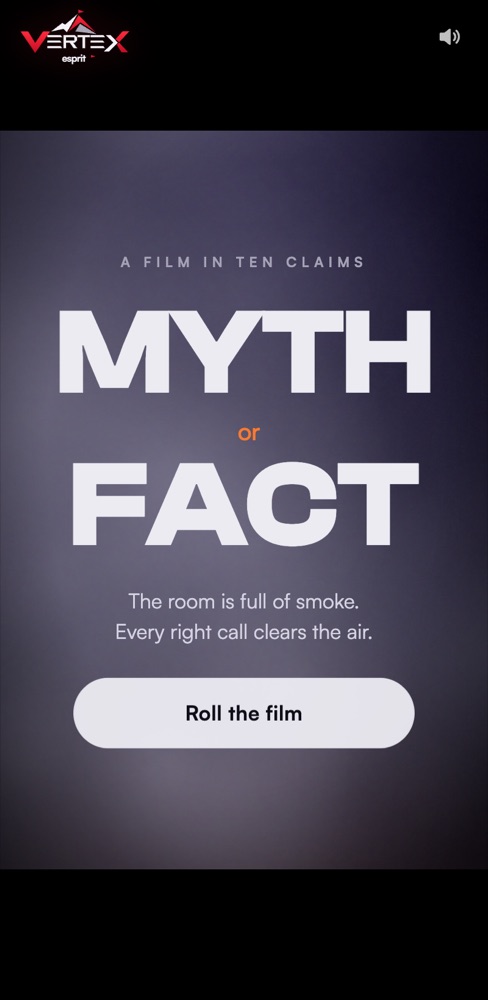 VERTEX
esprit
A FILM IN TEN CLAIMS
MYTH
or
FACT
The room is full of smoke.
Every right call clears the air.
Roll the film